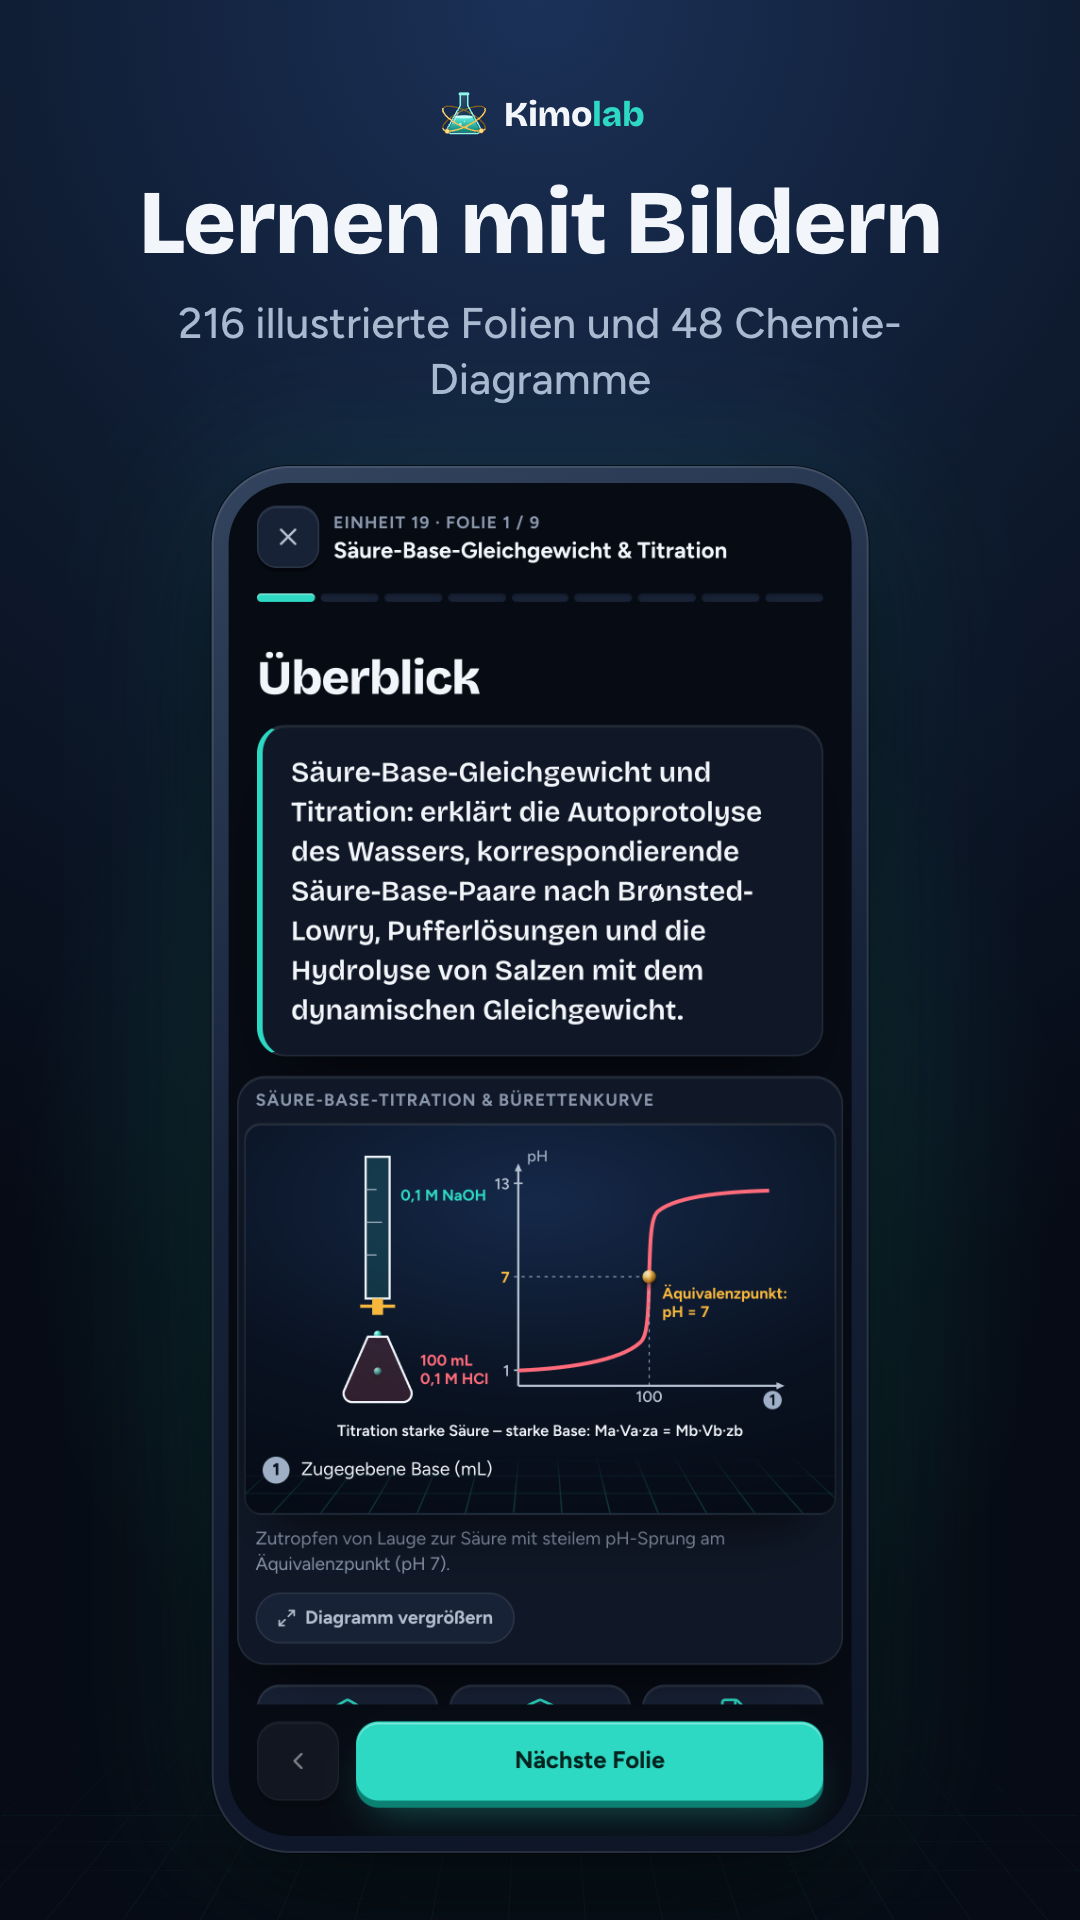 Kimolab
Lernen mit Bildern
216 illustrierte Folien und 48 Chemie-
Diagramme
EINHEIT 19 · FOLIE 1 / 9
Säure-Base-Gleichgewicht & Titration
Überblick
Säure-Base-Gleichgewicht und
Titration: erklärt die Autoprotolyse
des Wassers, korrespondierende
Säure-Base-Paare nach Brønsted-
Lowry, Pufferlösungen und die
Hydrolyse von Salzen mit dem
dynamischen Gleichgewicht.
SÄURE-BASE-TITRATION & BÜRETTENKURVE
pH
13
0,1 M NaOH
7
Äquivalenzpunkt:
pH = 7
100 mL
0,1 M HCl
1
100
1
Titration starke Säure – starke Base: Ma·Va·za = Mb·Vb·zb
1 Zugegebene Base (mL)
Zutropfen von Lauge zur Säure mit steilem pH-Sprung am
Äquivalenzpunkt (pH 7).
Diagramm vergrößern
Nächste Folie